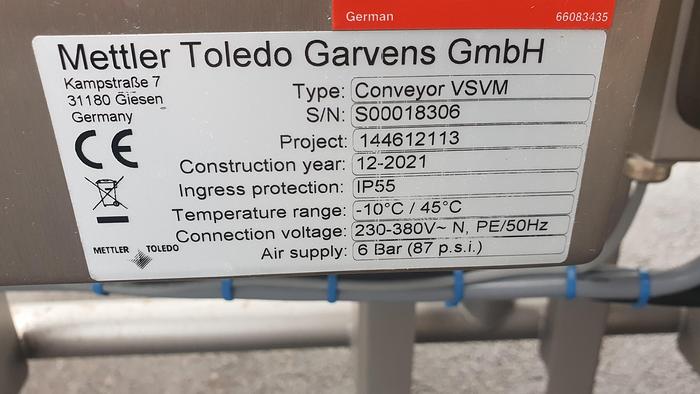 German 66083435
Mettler Toledo Garvens GmbH
Kampstraße 7
31180 Giesen
Germany
Type: Conveyor VSVM
S/N: S00018306
Project: 144612113
Construction year: 12-2021
Ingress protection: IP55
Temperature range: -10°C / 45°C
Connection voltage: 230-380V~ N, PE/50Hz
Air supply: 6 Bar (87 p.s.i.)
CE
METTLER TOLEDO